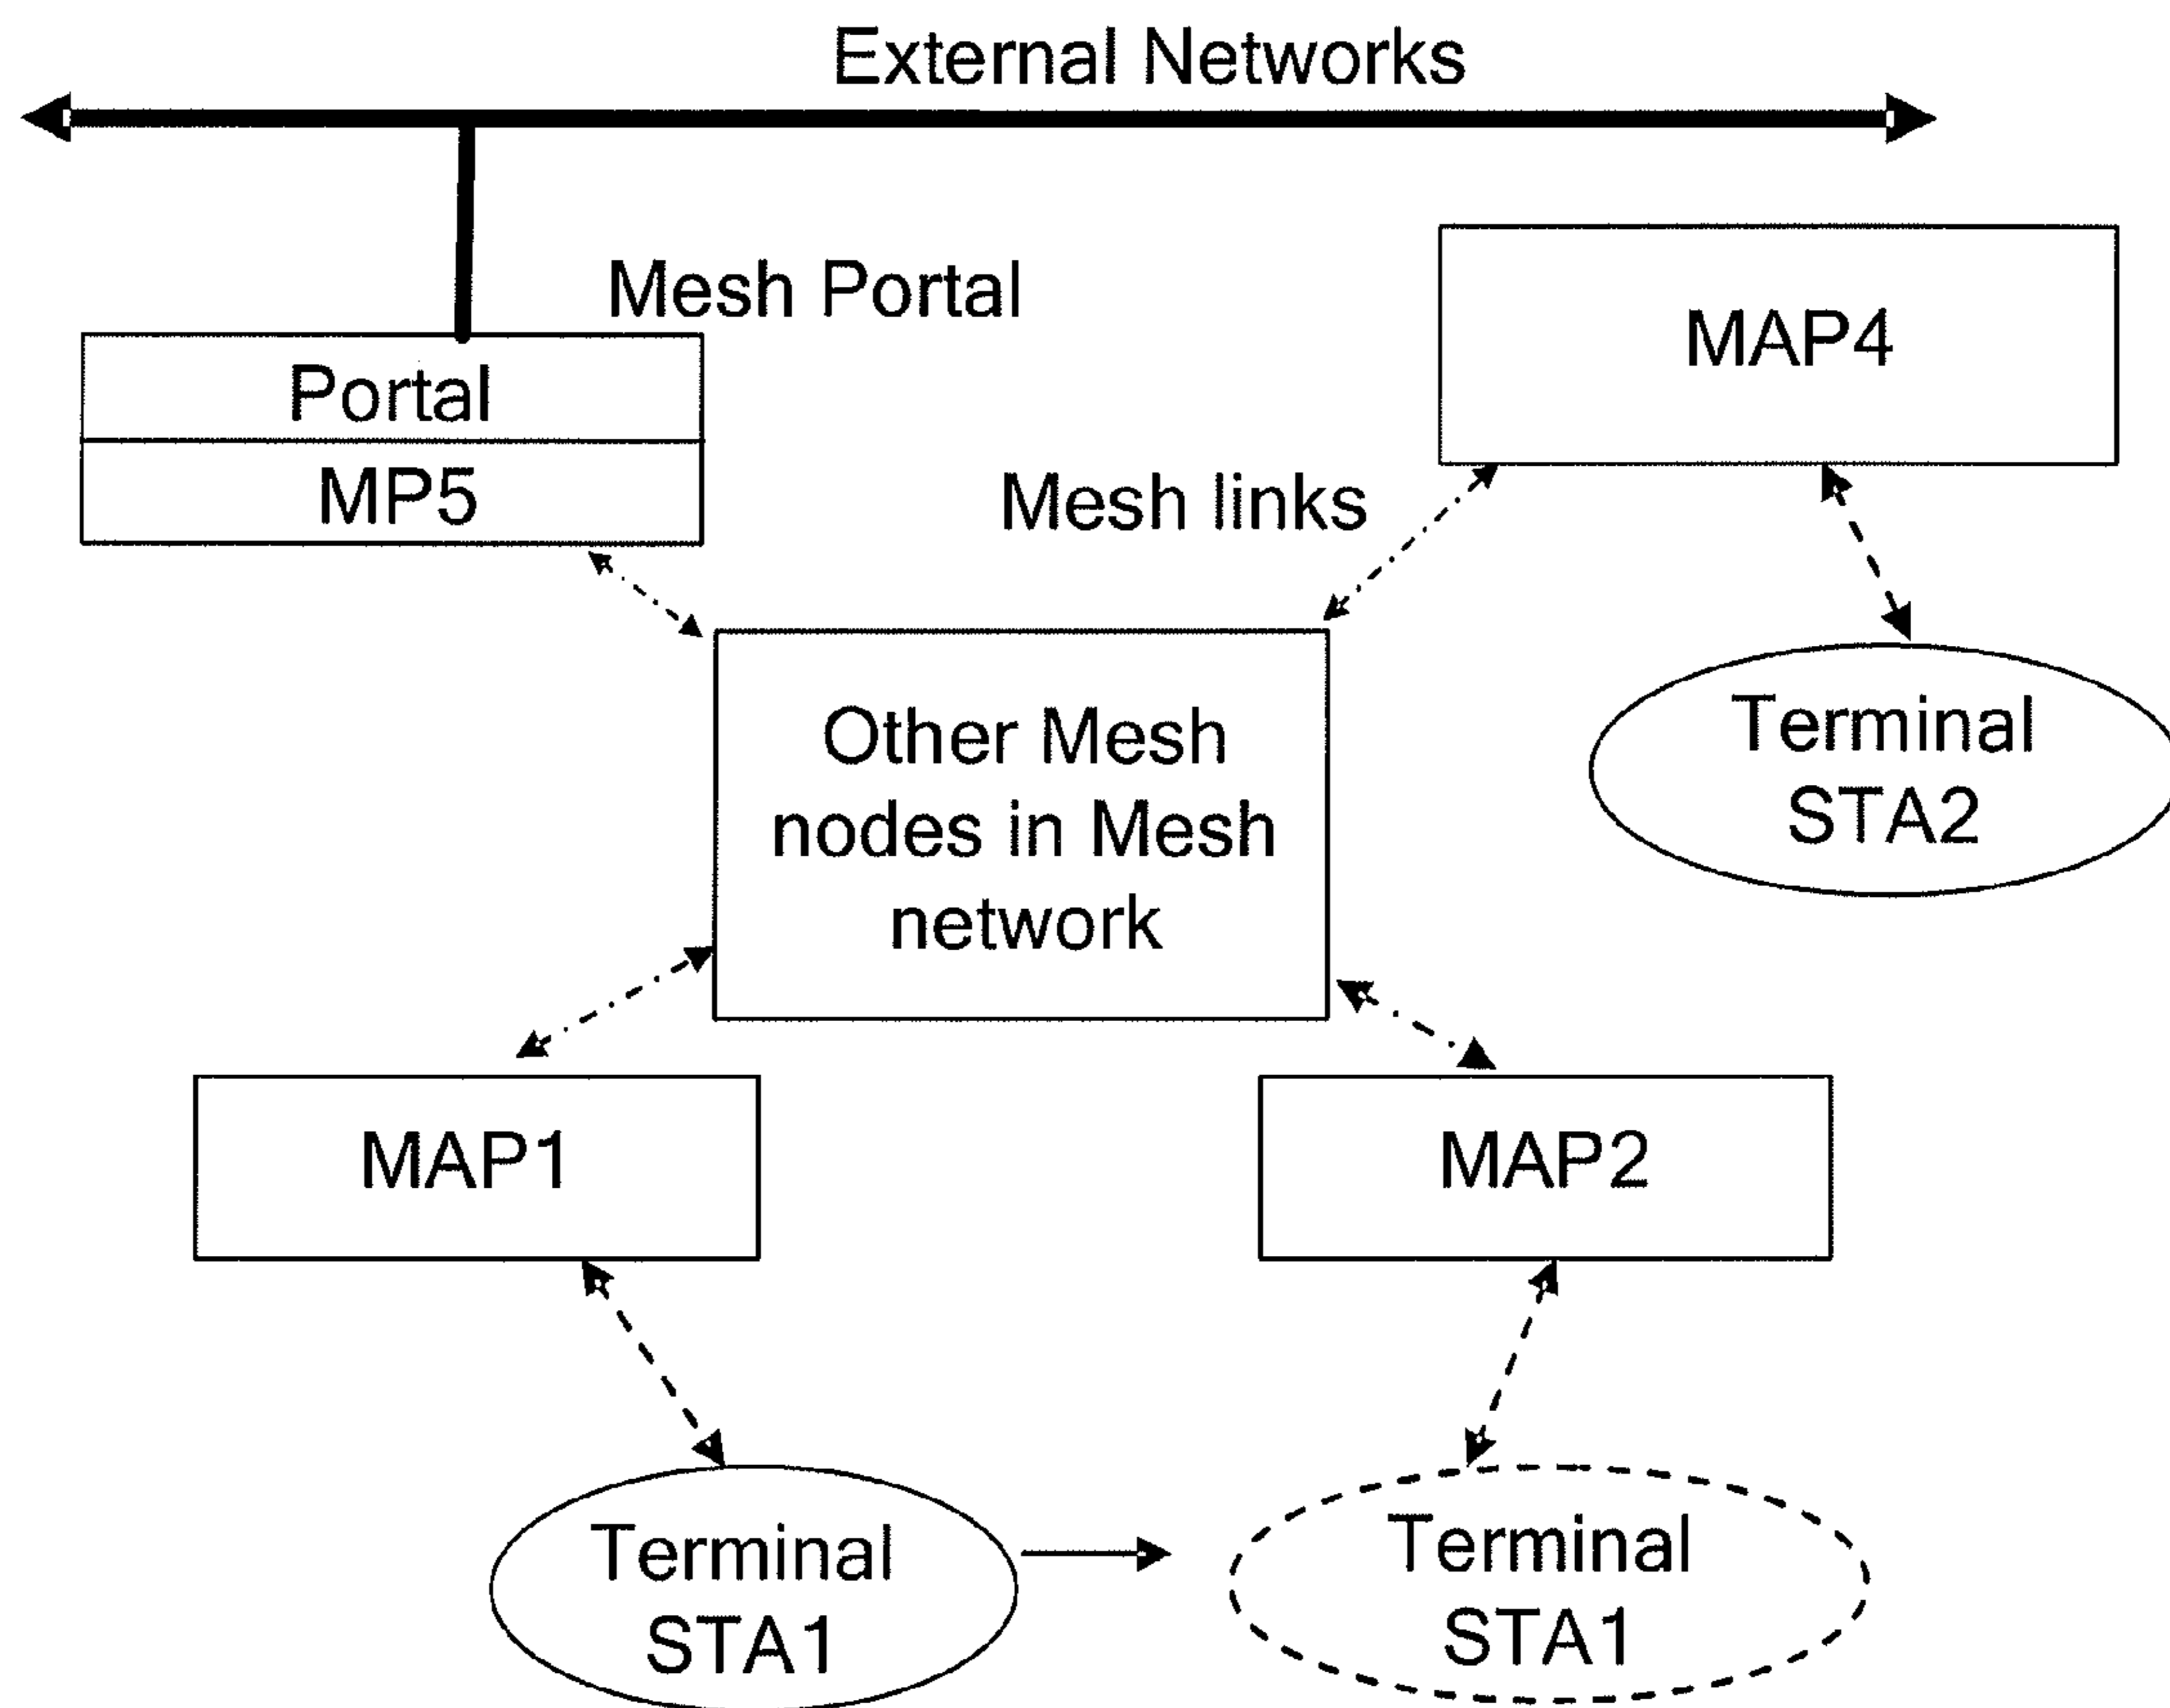 External Networks
Mesh Portal
MAP4
Portal
MP5
Mesh links
Terminal
STA2
Other Mesh
nodes in Mesh
network
MAP1
MAP2
Terminal
STA1
Terminal
STA1